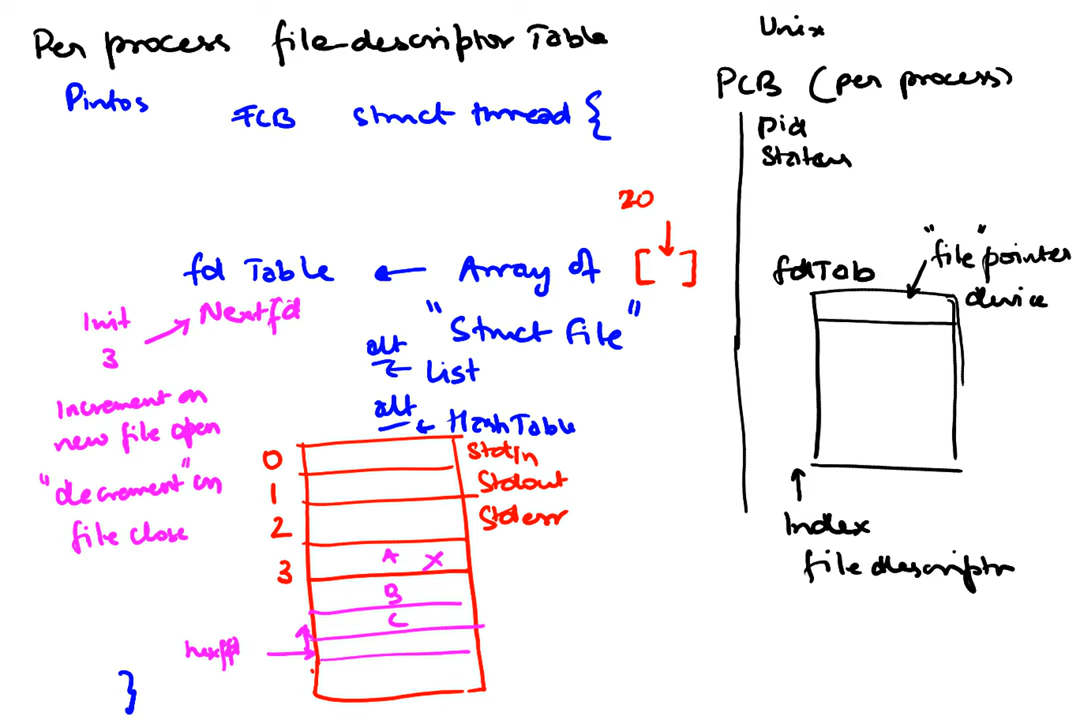 Per process file-descriptor Table
Pintos
TCB struct thread {
20
fd Table ← Array of [ ]
"Struct file"
Init → Nextfd
3
alt
← List
alt
← HashTable
Increment on
new file open
"decrement" on
file close
0 Stdin
1 Stdout
2 Stderr
3 A X
B
C
nextfd
}
Unix
PCB (per process)
pid
Status
fdTab
"file" pointer
device
Index
file descriptor